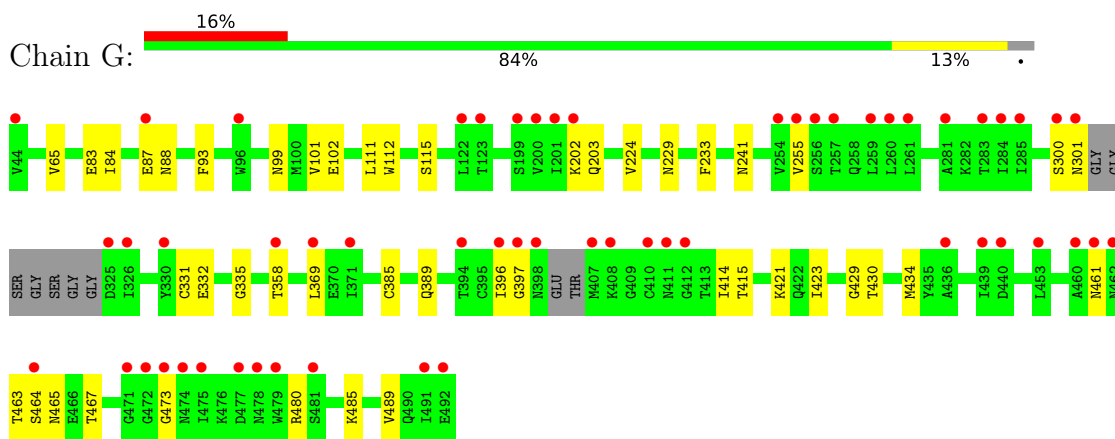 16%
Chain G:
84% 13% •
V44 V65 E83 I84 E87 N88 F93 W96 N99 M100 V101 E102 L111 W112 S115 L122 T123 S199 V200 I201 K202 Q203 V224 N229 F233 N241 V254 V255 S256 T257 Q258 L259 L260 L261 A281 K282 T283 I284 I285 S300 N301 GLY GLY
SER GLY SER GLY GLY D325 I326 Y330 C331 E332 G335 T358 L369 E370 I371 C385 Q389 T394 C395 I396 G397 N398 GLU THR M407 K408 G409 C410 N411 G412 T413 I414 T415 K421 Q422 I423 G429 T430 M434 Y435 A436 I439 D440 L453 A460 N461 N462
T463 S464 N465 E466 T467 G471 G472 G473 N474 I475 K476 D477 N478 W479 R480 S481 K485 V489 Q490 I491 E492